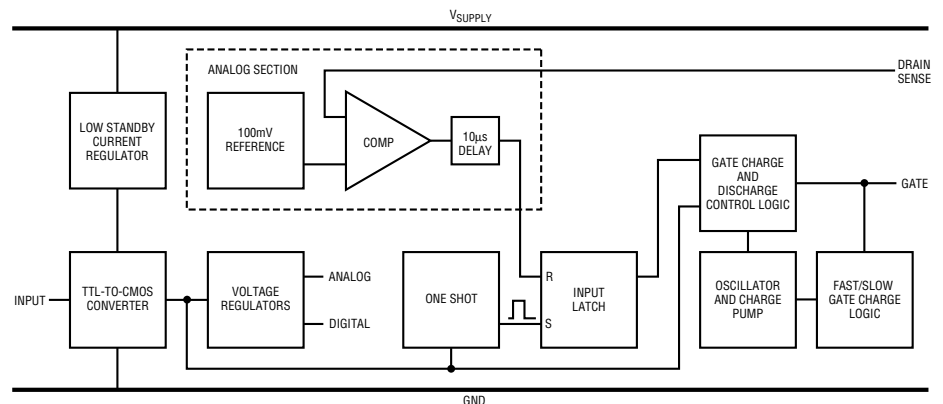 VSUPPLY
ANALOG SECTION
DRAIN
SENSE
LOW STANDBY
CURRENT
REGULATOR
100mV
REFERENCE
COMP
10µs
DELAY
GATE CHARGE
AND
DISCHARGE
CONTROL LOGIC
GATE
INPUT
TTL-TO-CMOS
CONVERTER
VOLTAGE
REGULATORS
ANALOG
DIGITAL
ONE SHOT
R
S
INPUT
LATCH
OSCILLATOR
AND CHARGE
PUMP
FAST/SLOW
GATE CHARGE
LOGIC
GND